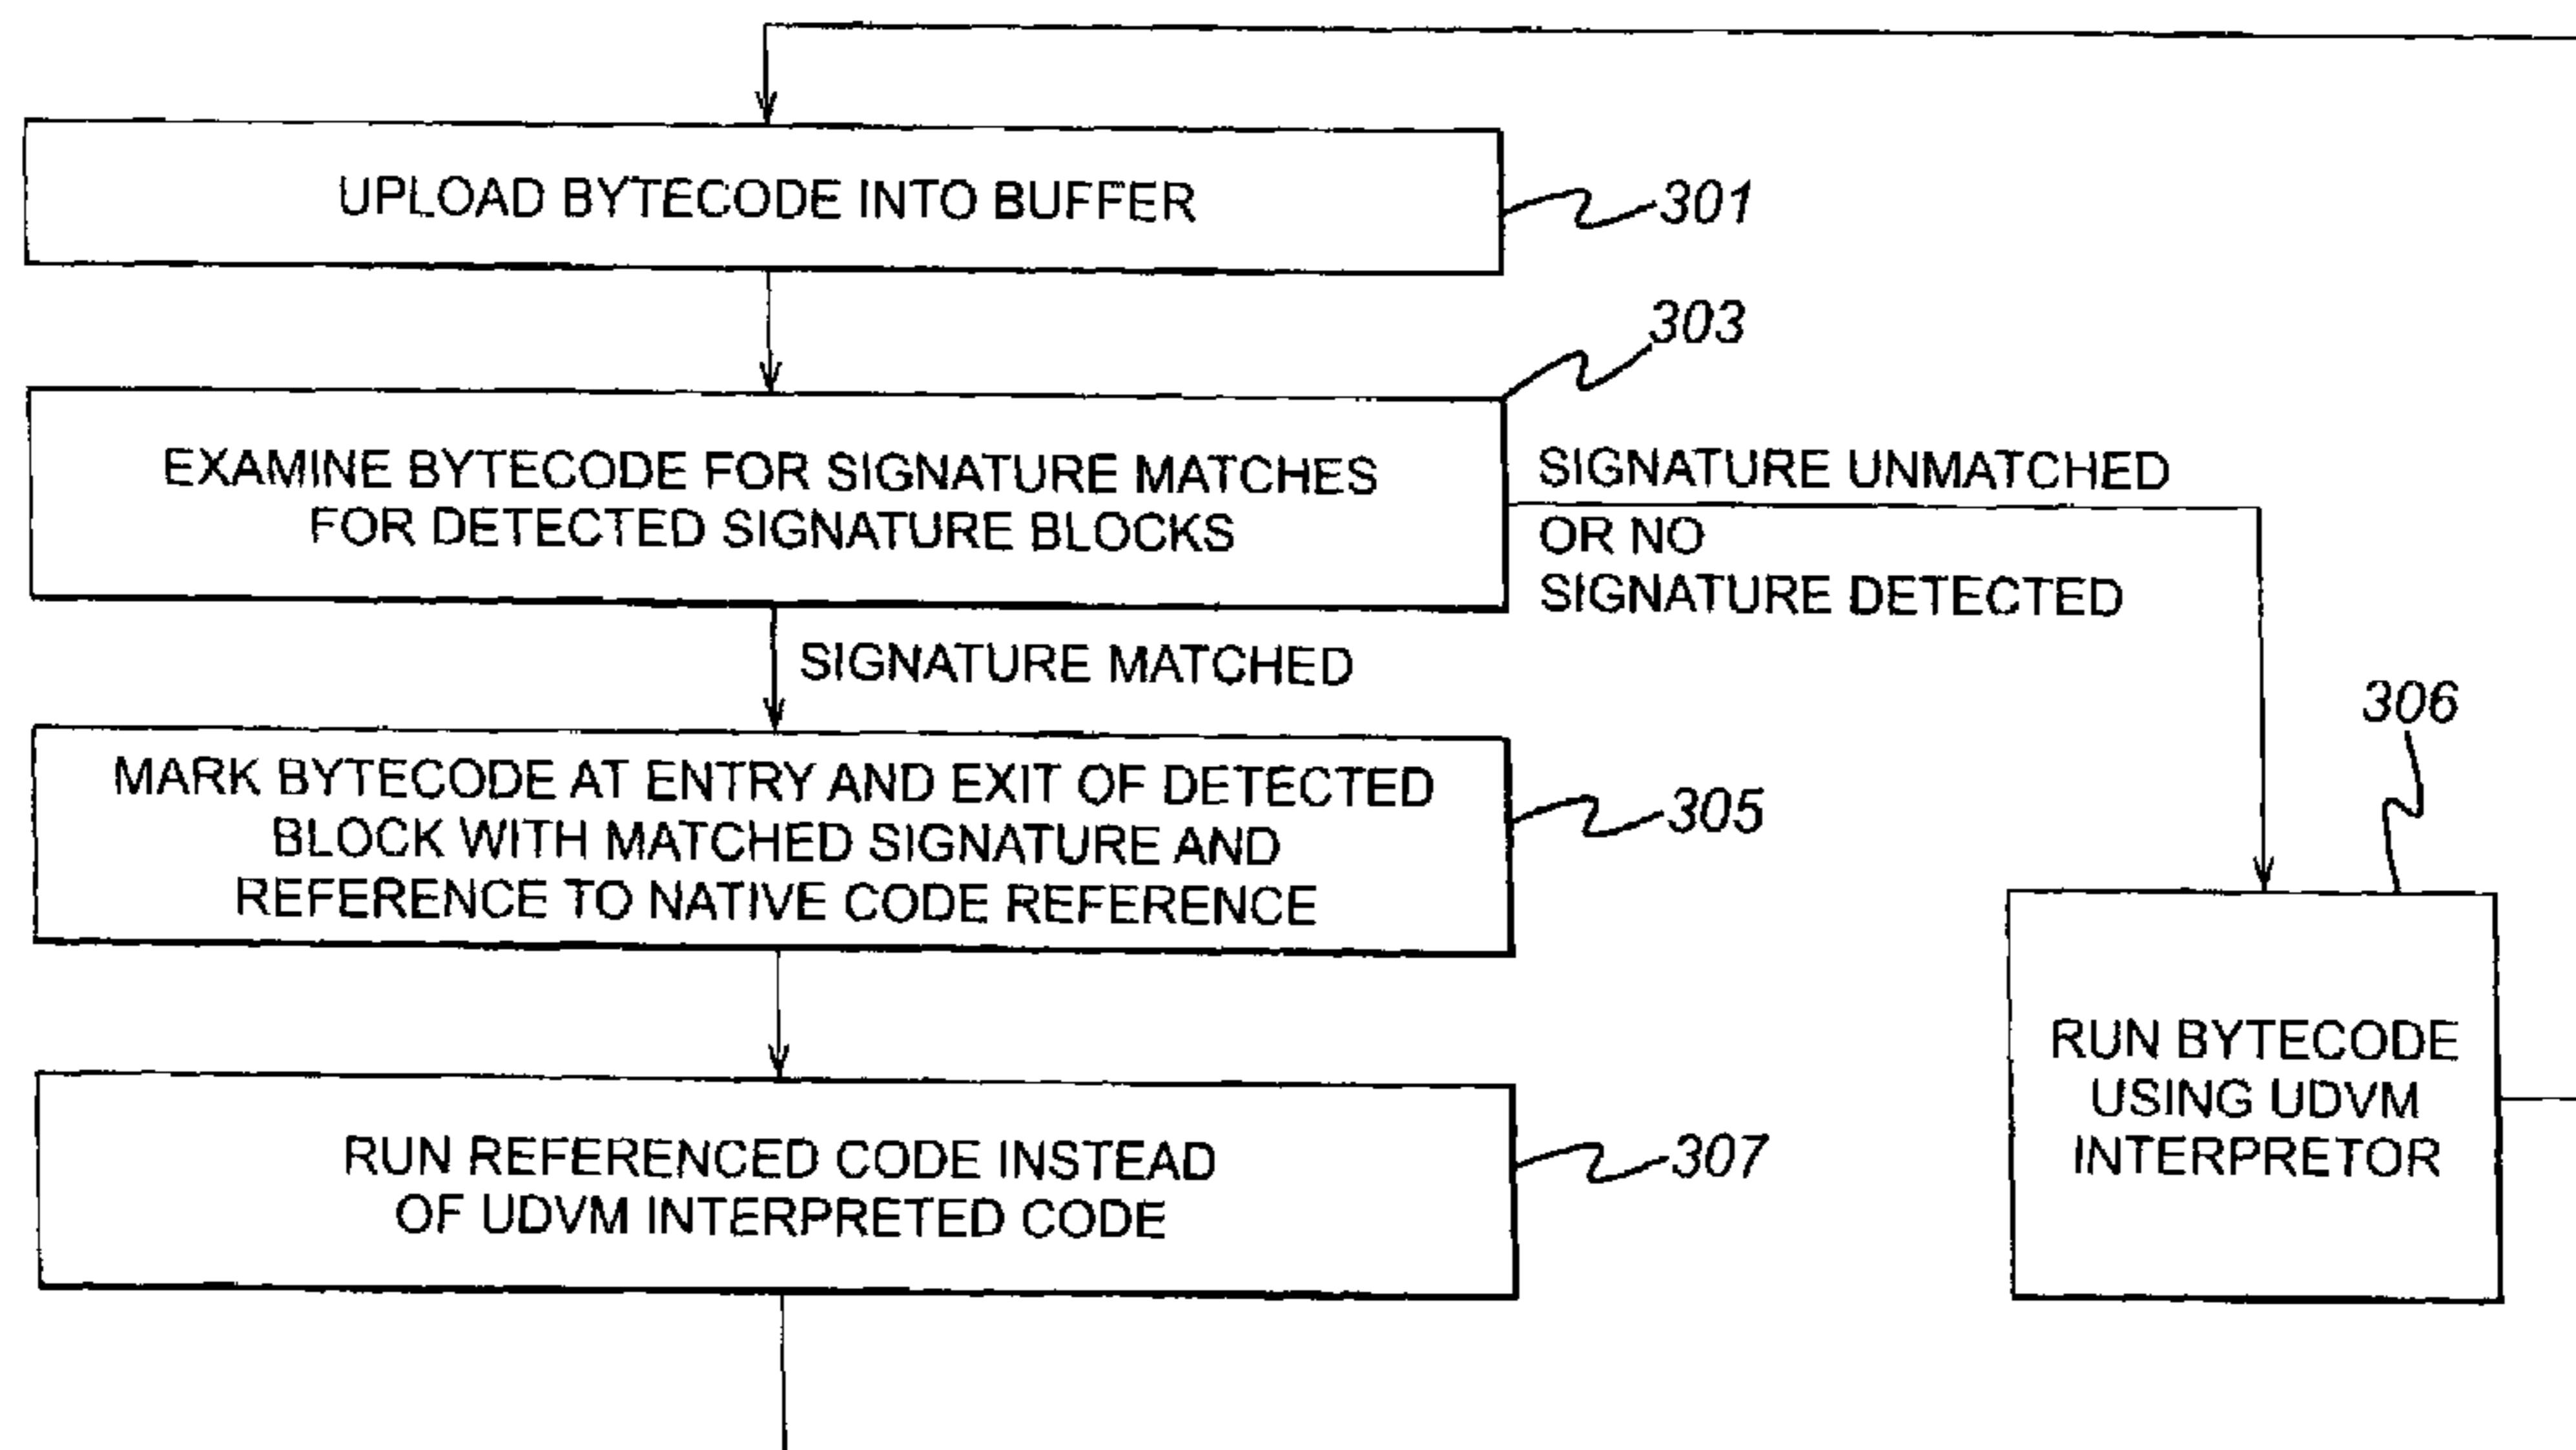 UPLOAD BYTECODE INTO BUFFER
301
303
EXAMINE BYTECODE FOR SIGNATURE MATCHES
FOR DETECTED SIGNATURE BLOCKS
SIGNATURE UNMATCHED
OR NO
SIGNATURE DETECTED
SIGNATURE MATCHED
306
MARK BYTECODE AT ENTRY AND EXIT OF DETECTED
BLOCK WITH MATCHED SIGNATURE AND
REFERENCE TO NATIVE CODE REFERENCE
305
RUN BYTECODE
USING UDVM
INTERPRETOR
RUN REFERENCED CODE INSTEAD
OF UDVM INTERPRETED CODE
307